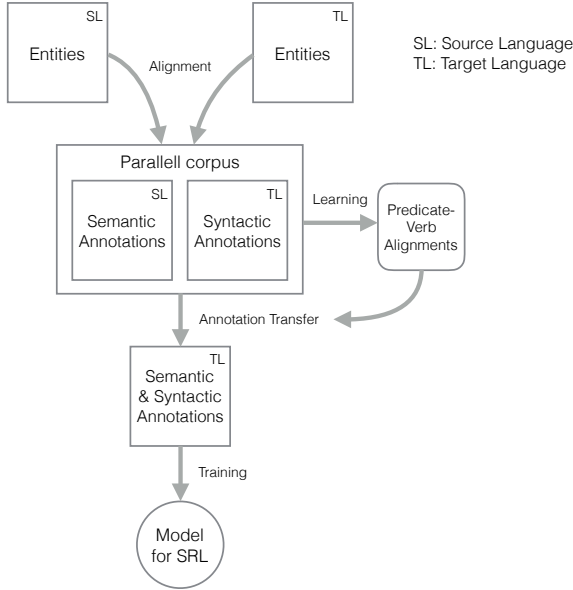 SL
Entities
TL
Entities
SL: Source Language
TL: Target Language
Alignment
Parallell corpus
SL
Semantic
Annotations
TL
Syntactic
Annotations
Learning
Predicate-
Verb
Alignments
Annotation Transfer
TL
Semantic
& Syntactic
Annotations
Training
Model
for SRL